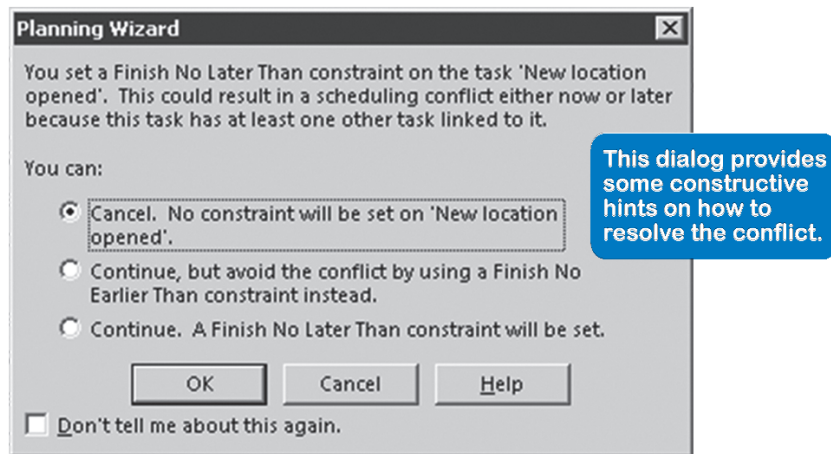 Planning Wizard
You set a Finish No Later Than constraint on the task 'New location
opened'. This could result in a scheduling conflict either now or later
because this task has at least one other task linked to it.
You can:
Cancel. No constraint will be set on 'New location
opened'.
Continue, but avoid the conflict by using a Finish No
Earlier Than constraint instead.
Continue. A Finish No Later Than constraint will be set.
OK Cancel Help
Don't tell me about this again.
This dialog provides
some constructive
hints on how to
resolve the conflict.